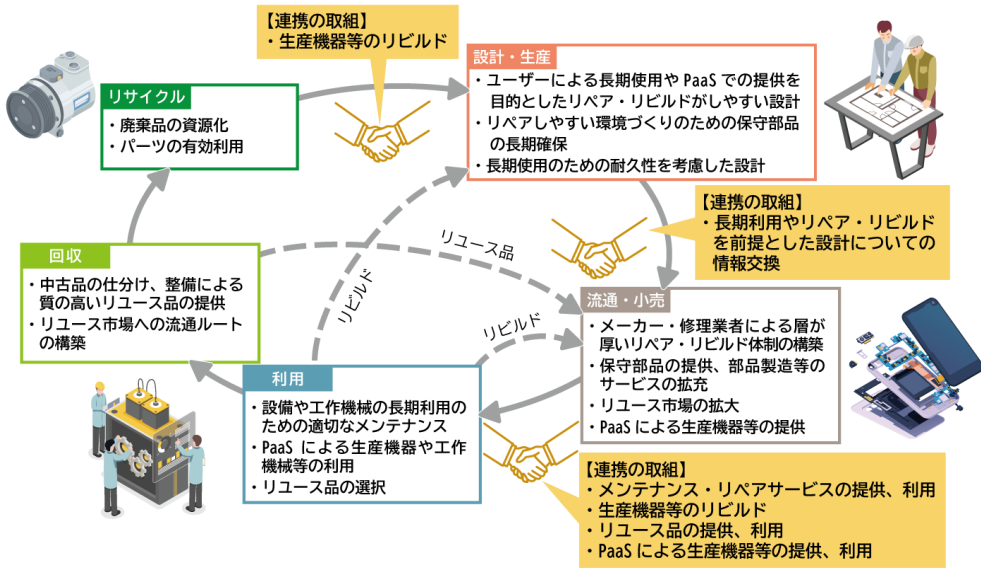 【連携の取組】
・生産機器等のリビルド
設計・生産
・ユーザーによる長期使用や PaaS での提供を
目的としたリペア・リビルドがしやすい設計
・リペアしやすい環境づくりのための保守部品
の長期確保
・長期使用のための耐久性を考慮した設計
リサイクル
・廃棄品の資源化
・パーツの有効利用
【連携の取組】
・長期利用やリペア・リビルド
を前提とした設計についての
情報交換
回収
・中古品の仕分け、整備による
質の高いリユース品の提供
・リユース市場への流通ルート
の構築
リユース品
リビルド
リビルド
流通・小売
・メーカー・修理業者による層が
厚いリペア・リビルド体制の構築
・保守部品の提供、部品製造等の
サービスの拡充
・リユース市場の拡大
・PaaS による生産機器等の提供
利用
・設備や工作機械の長期利用の
ための適切なメンテナンス
・PaaS による生産機器や工作
機械等の利用
・リユース品の選択
【連携の取組】
・メンテナンス・リペアサービスの提供、利用
・生産機器等のリビルド
・リユース品の提供、利用
・PaaS による生産機器等の提供、利用